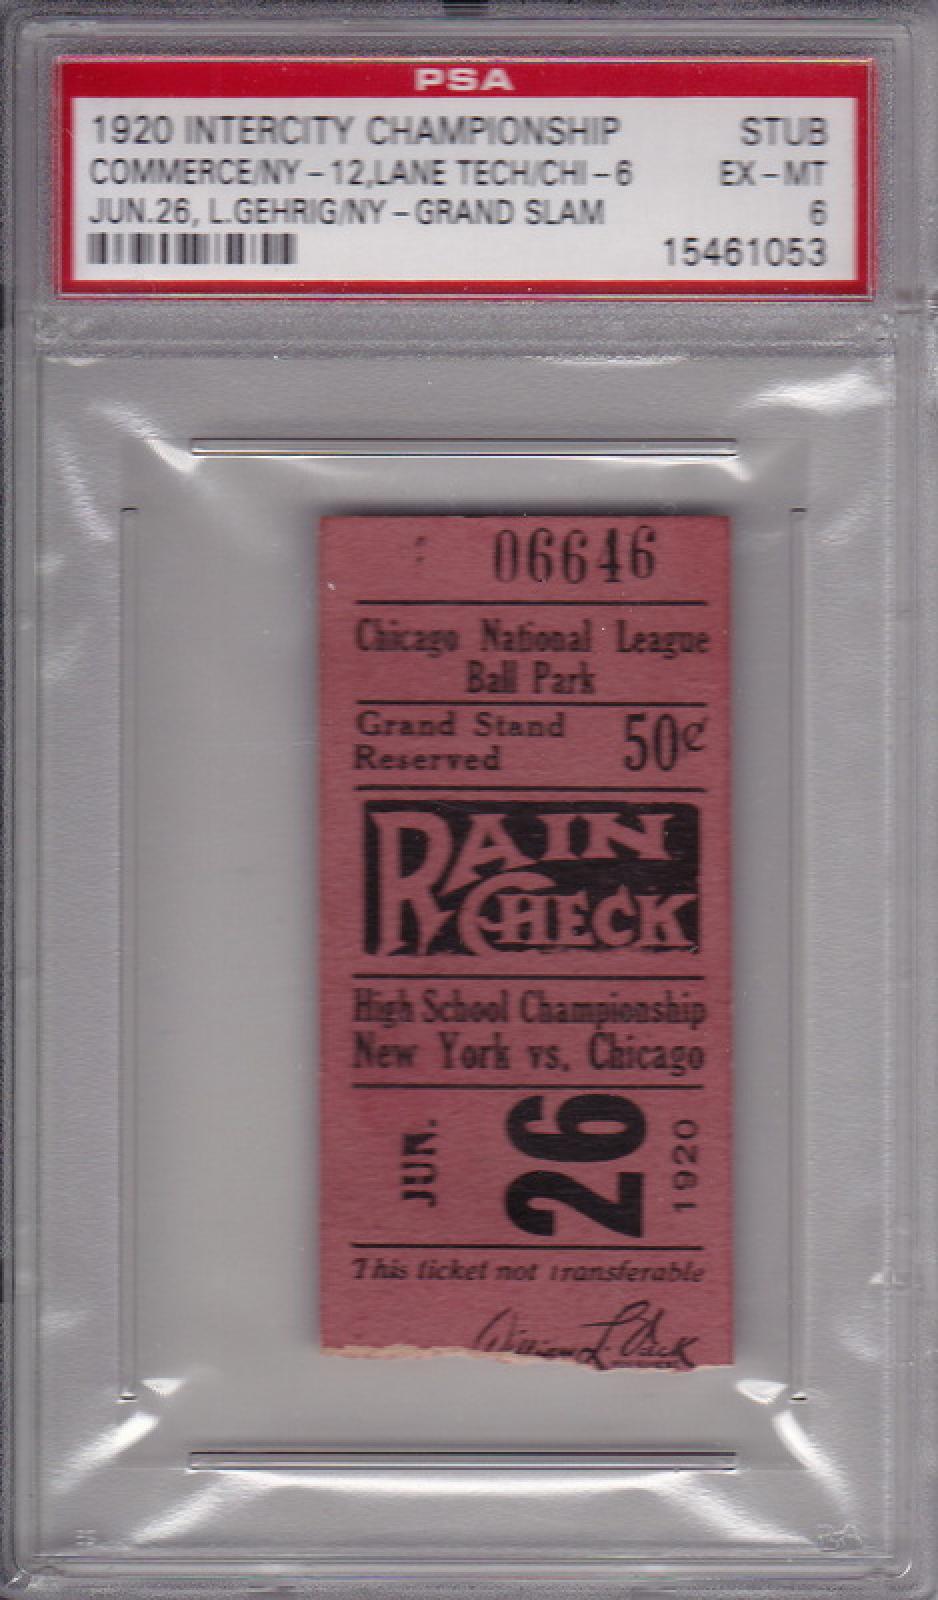 PSA
1920 INTERCITY CHAMPIONSHIP STUB
COMMERCE/NY-12,LANE TECH/CHI-6 EX-MT
JUN.26, L.GEHRIG/NY-GRAND SLAM 6
15461053
06646
Chicago National League
Ball Park
Grand Stand
Reserved
50¢
RAIN
CHECK
High School Championship
New York vs. Chicago
JUN. 26 1920
This ticket not transferable
William L. Veeck